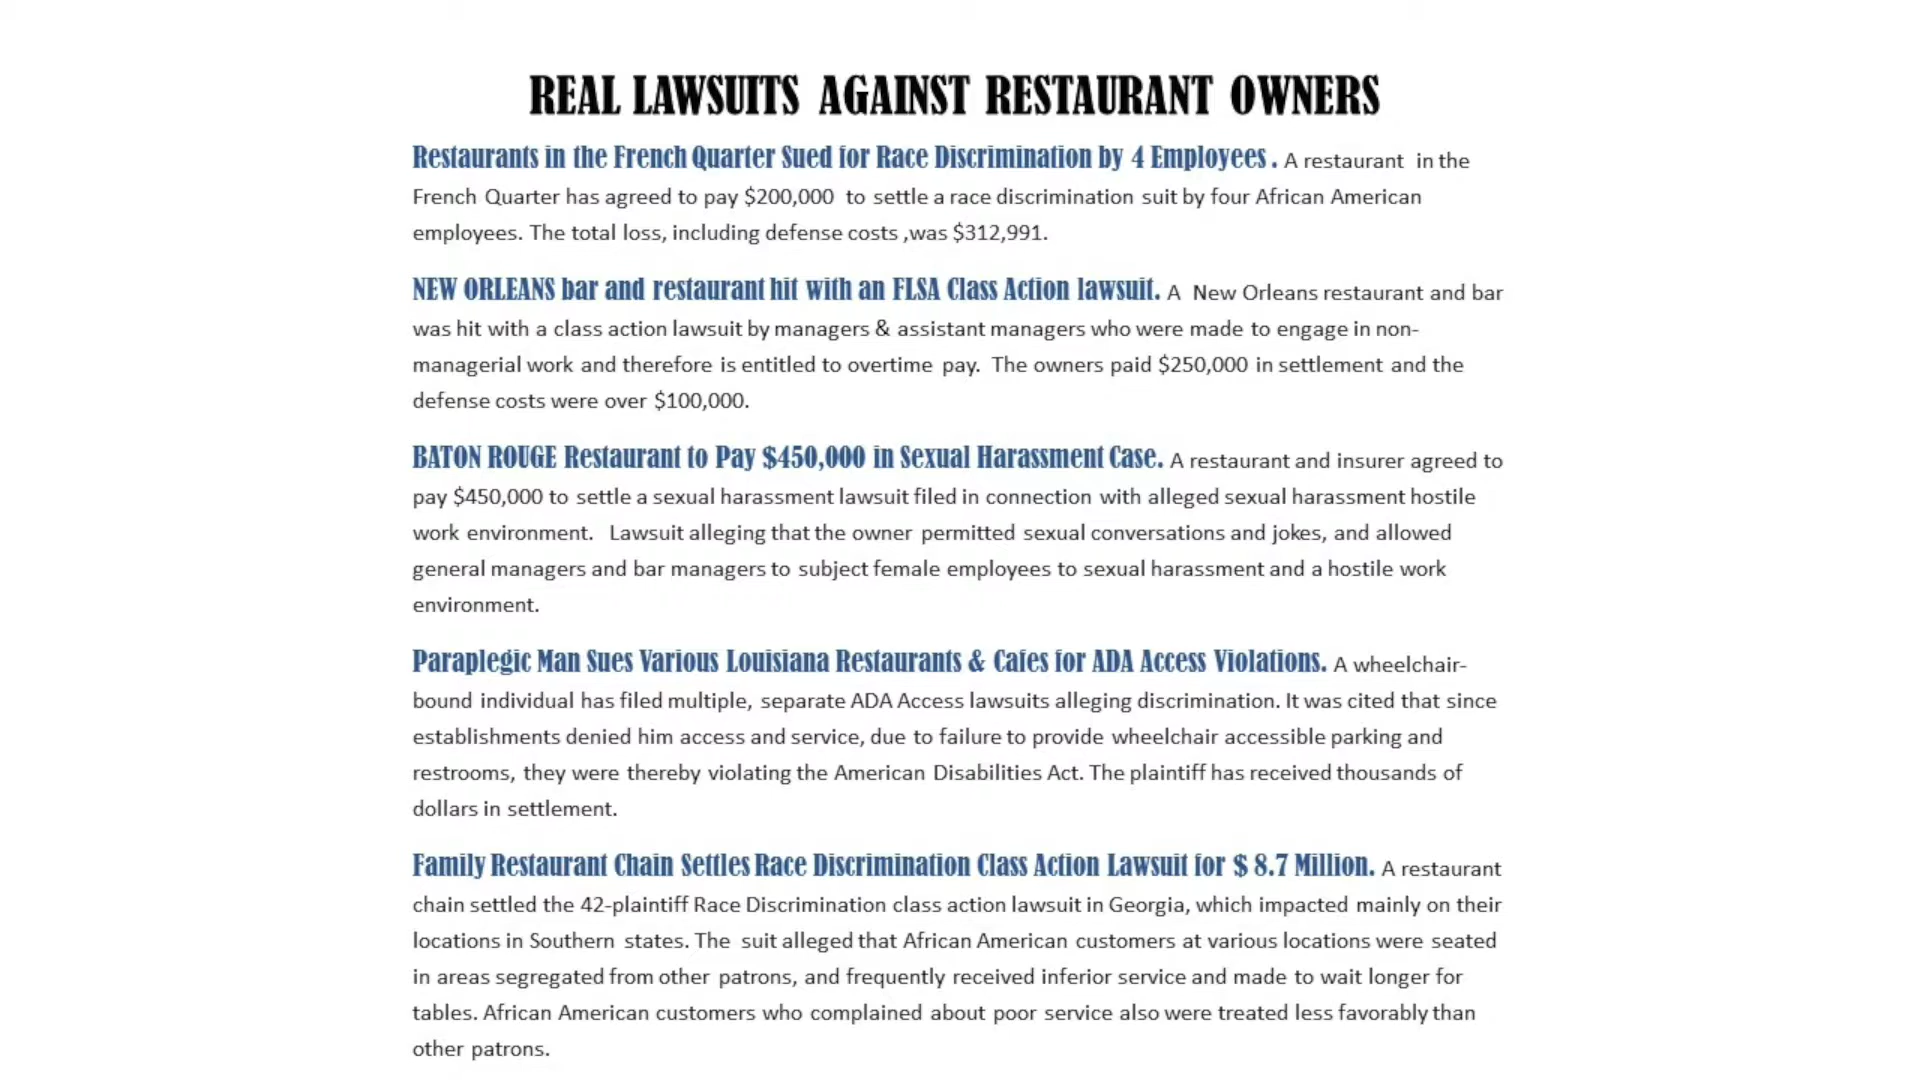 REAL LAWSUITS AGAINST RESTAURANT OWNERS
Restaurants in the French Quarter Sued for Race Discrimination by 4 Employees . A restaurant in the
French Quarter has agreed to pay $200,000 to settle a race discrimination suit by four African American
employees. The total loss, including defense costs ,was $312,991.
NEW ORLEANS bar and restaurant hit with an FLSA Class Action lawsuit. A New Orleans restaurant and bar
was hit with a class action lawsuit by managers & assistant managers who were made to engage in non-
managerial work and therefore is entitled to overtime pay. The owners paid $250,000 in settlement and the
defense costs were over $100,000.
BATON ROUGE Restaurant to Pay $450,000 in Sexual Harassment Case. A restaurant and insurer agreed to
pay $450,000 to settle a sexual harassment lawsuit filed in connection with alleged sexual harassment hostile
work environment. Lawsuit alleging that the owner permitted sexual conversations and jokes, and allowed
general managers and bar managers to subject female employees to sexual harassment and a hostile work
environment.
Paraplegic Man Sues Various Louisiana Restaurants & Cafes for ADA Access Violations. A wheelchair-
bound individual has filed multiple, separate ADA Access lawsuits alleging discrimination. It was cited that since
establishments denied him access and service, due to failure to provide wheelchair accessible parking and
restrooms, they were thereby violating the American Disabilities Act. The plaintiff has received thousands of
dollars in settlement.
Family Restaurant Chain Settles Race Discrimination Class Action Lawsuit for $ 8.7 Million. A restaurant
chain settled the 42-plaintiff Race Discrimination class action lawsuit in Georgia, which impacted mainly on their
locations in Southern states. The suit alleged that African American customers at various locations were seated
in areas segregated from other patrons, and frequently received inferior service and made to wait longer for
tables. African American customers who complained about poor service also were treated less favorably than
other patrons.